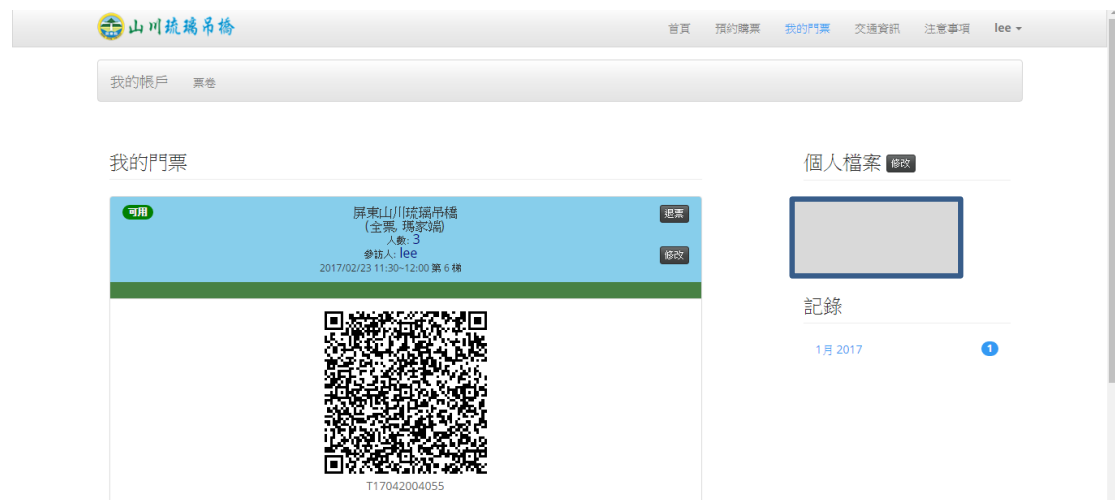 山川琉璃吊橋
首頁 預約購票 我的門票 交通資訊 注意事項 lee
我的帳戶 票卷
我的門票
個人檔案 修改
可用
屏東山川琉璃吊橋
退票
(全票, 瑪家端)
人數: 3
參訪人: lee
修改
2017/02/23 11:30~12:00 第 6 梯
記錄
1月 2017 1
T17042004055